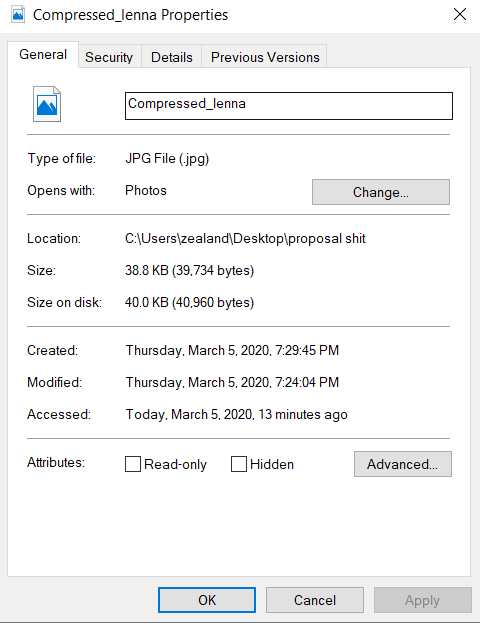 Compressed_lenna Properties
General Security Details Previous Versions
Compressed_lenna
Type of file: JPG File (.jpg)
Opens with: Photos Change...
Location: C:\Users\zealand\Desktop\proposal shit
Size: 38.8 KB (39,734 bytes)
Size on disk: 40.0 KB (40,960 bytes)
Created: Thursday, March 5, 2020, 7:29:45 PM
Modified: Thursday, March 5, 2020, 7:24:04 PM
Accessed: Today, March 5, 2020, 13 minutes ago
Attributes: Read-only Hidden Advanced...
OK Cancel Apply